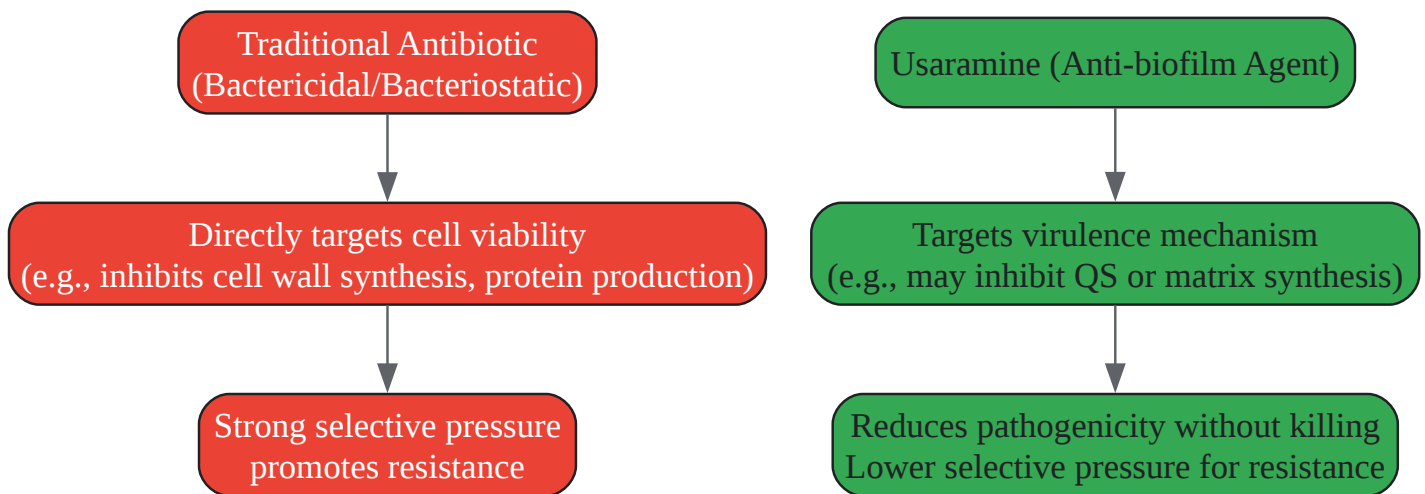 Traditional Antibiotic
(Bactericidal/Bacteriostatic)
Directly targets cell viability
(e.g., inhibits cell wall synthesis, protein production)
Strong selective pressure
promotes resistance
Usaramine (Anti-biofilm Agent)
Targets virulence mechanism
(e.g., may inhibit QS or matrix synthesis)
Reduces pathogenicity without killing
Lower selective pressure for resistance